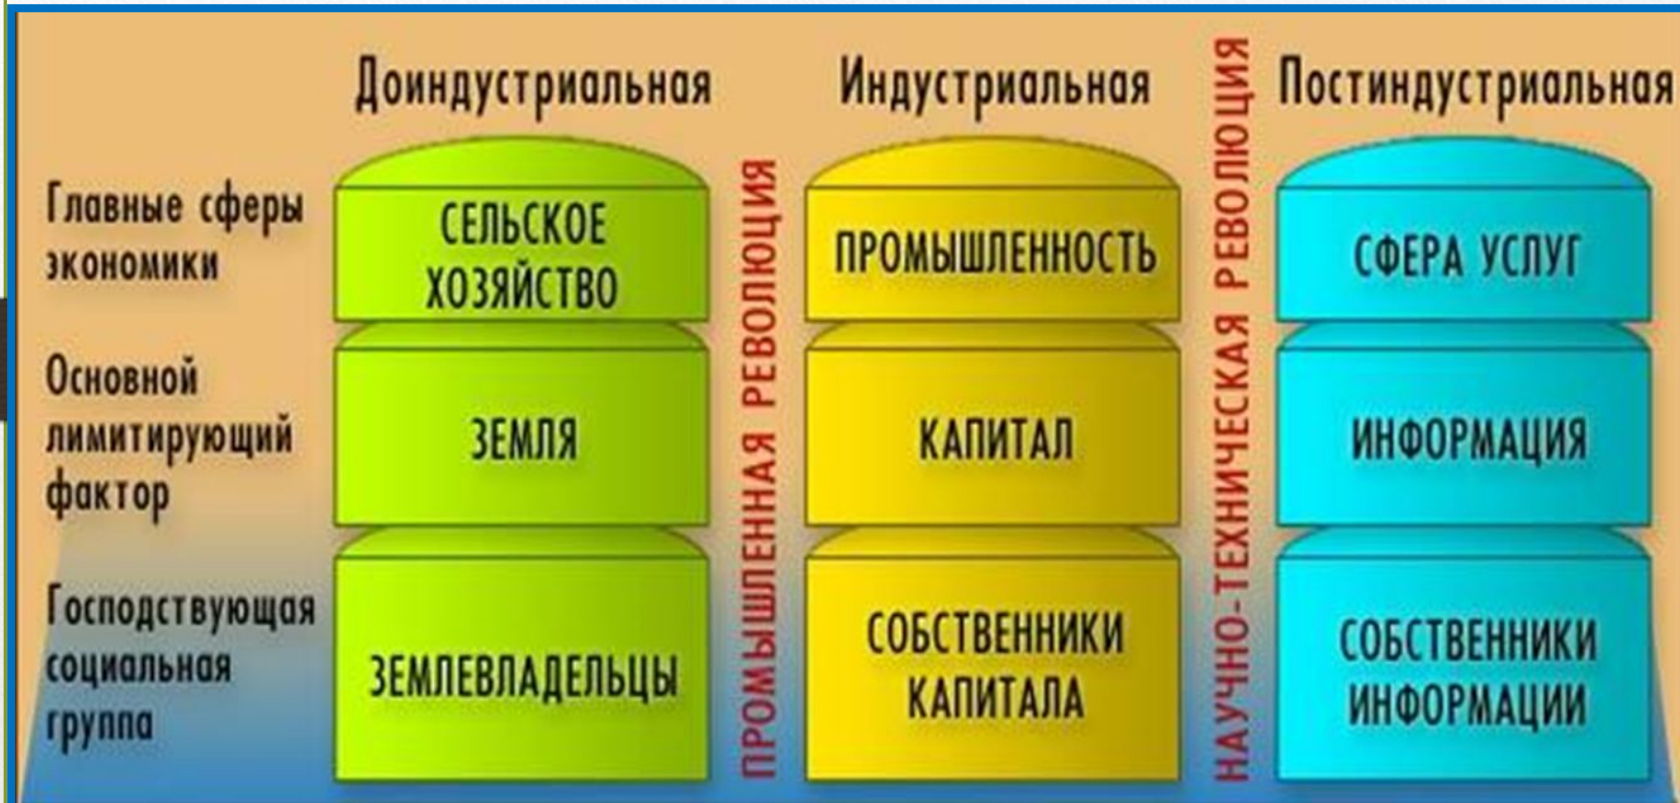 Доиндустриальная
Индустриальная
Постиндустриальная
Главные сферы
экономики
СЕЛЬСКОЕ
ХОЗЯЙСТВО
ПРОМЫШЛЕННОСТЬ
СФЕРА УСЛУГ
Основной
лимитирующий
фактор
ЗЕМЛЯ
КАПИТАЛ
ИНФОРМАЦИЯ
Господствующая
социальная
группа
ЗЕМЛЕВЛАДЕЛЬЦЫ
СОБСТВЕННИКИ
КАПИТАЛА
СОБСТВЕННИКИ
ИНФОРМАЦИИ
ПРОМЫШЛЕННАЯ РЕВОЛЮЦИЯ
НАУЧНО-ТЕХНИЧЕСКАЯ РЕВОЛЮЦИЯ